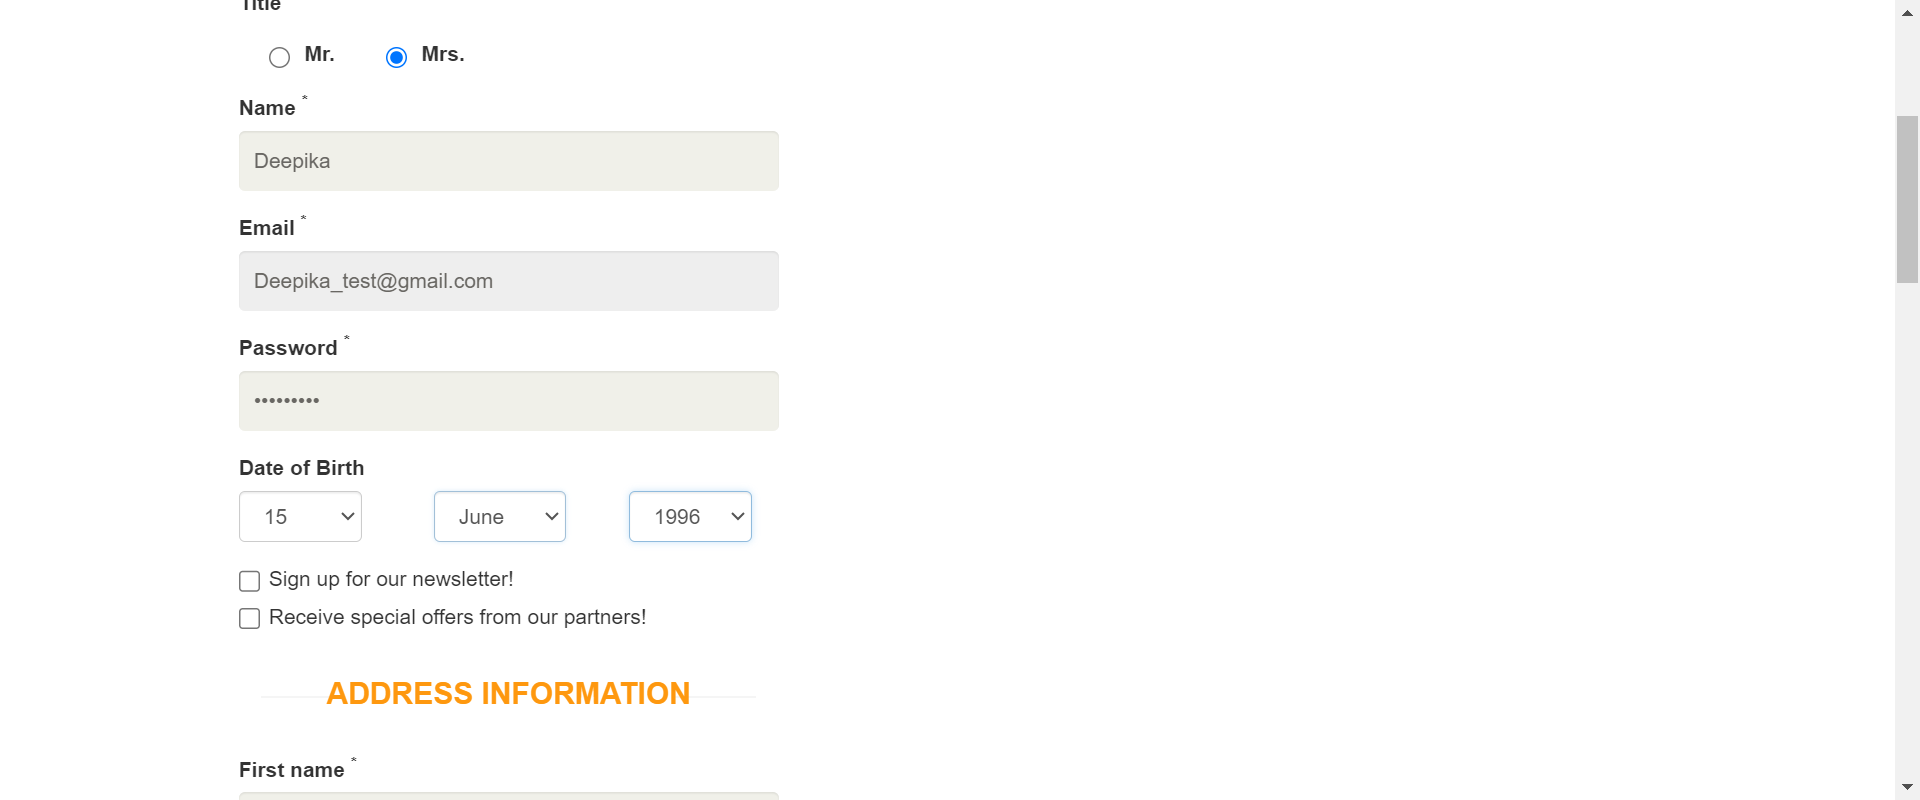 Title
Mr. Mrs.
Name *
Deepika
Email *
Deepika_test@gmail.com
Password *
•••••••••
Date of Birth
15 June 1996
Sign up for our newsletter!
Receive special offers from our partners!
ADDRESS INFORMATION
First name *